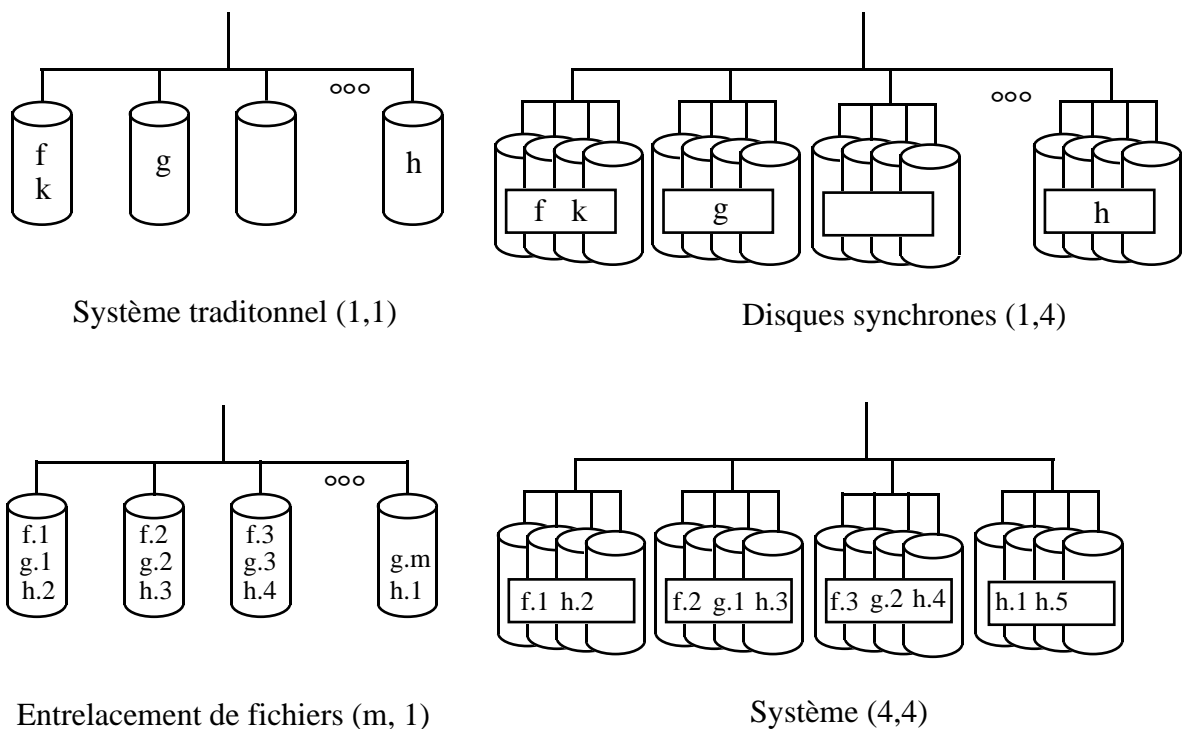 ooo
f
k
g
h
Système traditonnel (1,1)
ooo
f k
g
h
Disques synchrones (1,4)
ooo
f.1
g.1
h.2
f.2
g.2
h.3
f.3
g.3
h.4
g.m
h.1
Entrelacement de fichiers (m, 1)
f.1 h.2
f.2 g.1 h.3
f.3 g.2 h.4
h.1 h.5
Système (4,4)